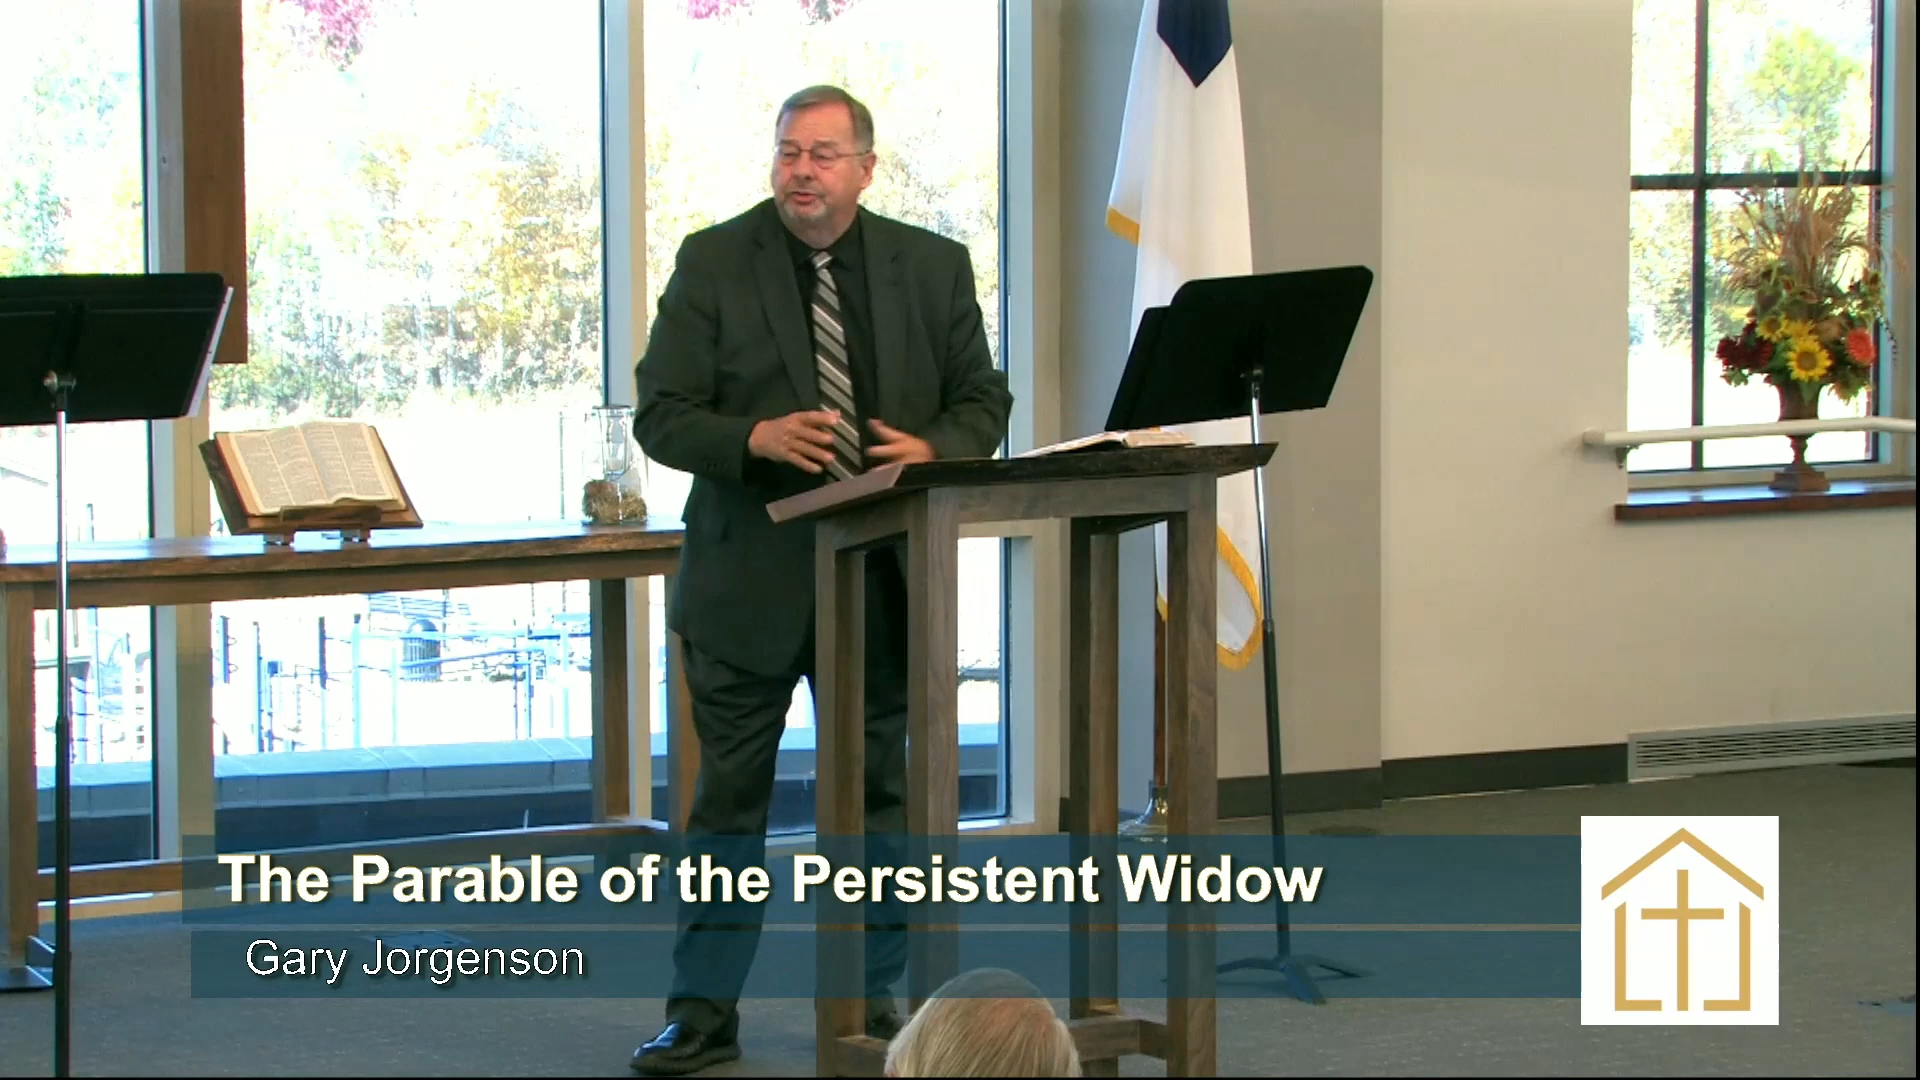 The Parable of the Persistent Widow
Gary Jorgenson